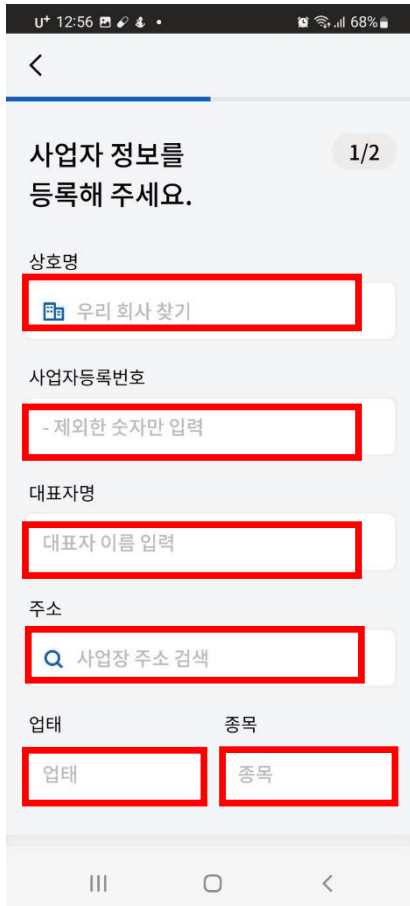 U⁺ 12:56 68%
사업자 정보를 1/2
등록해 주세요.
상호명
우리 회사 찾기
사업자등록번호
- 제외한 숫자만 입력
대표자명
대표자 이름 입력
주소
사업장 주소 검색
업태 종목
업태 종목